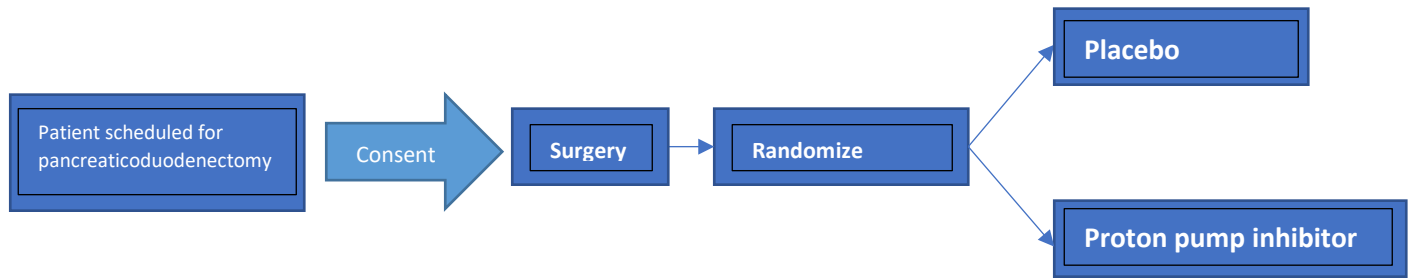 Patient scheduled for
pancreaticoduodenectomy
Consent
Surgery
Randomize
Placebo
Proton pump inhibitor